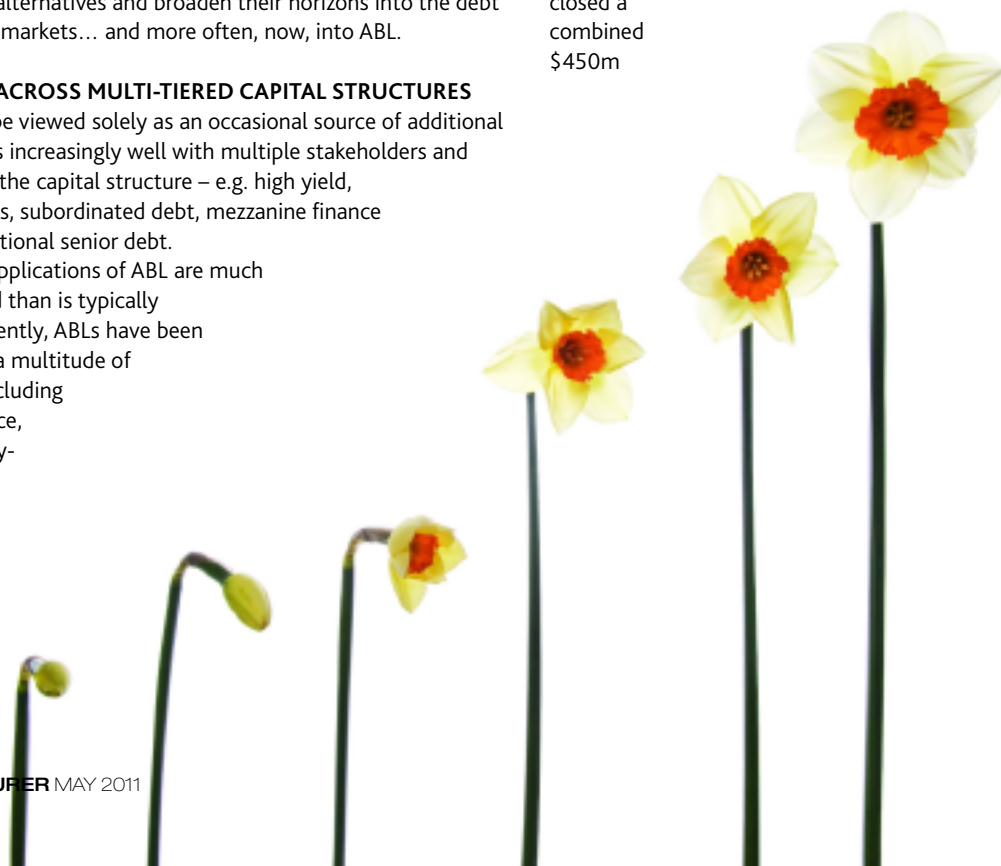 alternatives and broaden their horizons into the debt
markets… and more often, now, into ABL.
ACROSS MULTI-TIERED CAPITAL STRUCTURES
be viewed solely as an occasional source of additional
s increasingly well with multiple stakeholders and
the capital structure – e.g. high yield,
s, subordinated debt, mezzanine finance
tional senior debt.
pplications of ABL are much
d than is typically
ently, ABLs have been
a multitude of
cluding
ce,
y-
closed a
combined
$450m
URER MAY 2011